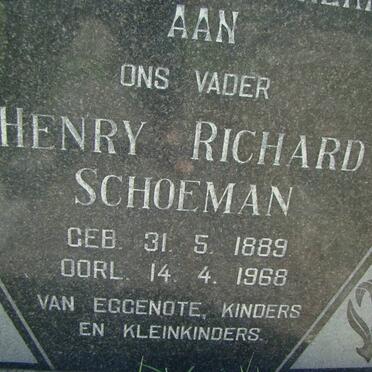 AAN
ONS VADER
HENRY RICHARD
SCHOEMAN
GEB. 31. 5. 1889
OORL. 14. 4. 1968
VAN EGGENOTE, KINDERS
EN KLEINKINDERS.